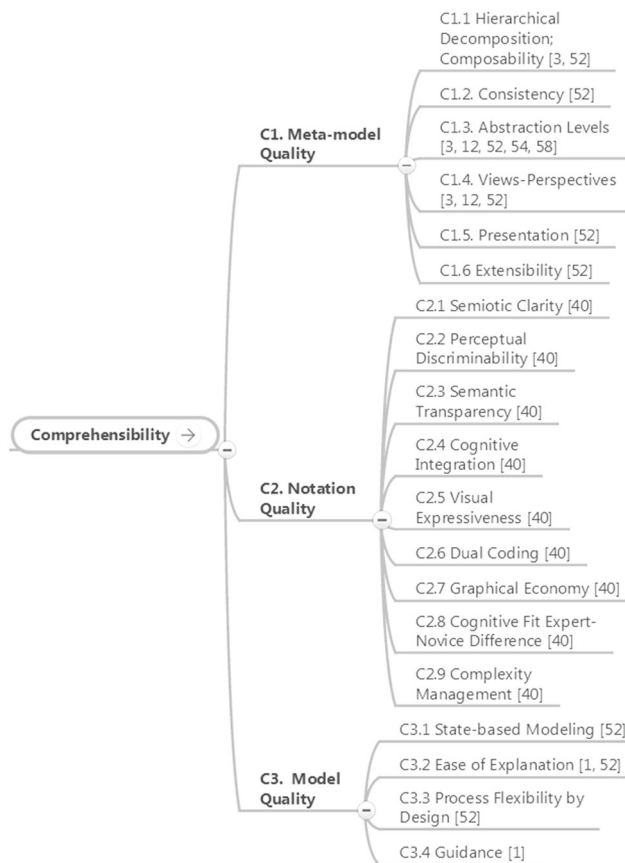 Comprehensibility
C1. Meta-model
Quality
C1.1 Hierarchical
Decomposition;
Composability [3, 52]
C1.2. Consistency [52]
C1.3. Abstraction Levels
[3, 12, 52, 54, 58]
C1.4. Views-Perspectives
[3, 12, 52]
C1.5. Presentation [52]
C1.6 Extensibility [52]
C2. Notation
Quality
C2.1 Semiotic Clarity [40]
C2.2 Perceptual
Discriminability [40]
C2.3 Semantic
Transparency [40]
C2.4 Cognitive
Integration [40]
C2.5 Visual
Expressiveness [40]
C2.6 Dual Coding [40]
C2.7 Graphical Economy [40]
C2.8 Cognitive Fit Expert-
Novice Difference [40]
C2.9 Complexity
Management [40]
C3. Model
Quality
C3.1 State-based Modeling [52]
C3.2 Ease of Explanation [1, 52]
C3.3 Process Flexibility by
Design [52]
C3.4 Guidance [1]